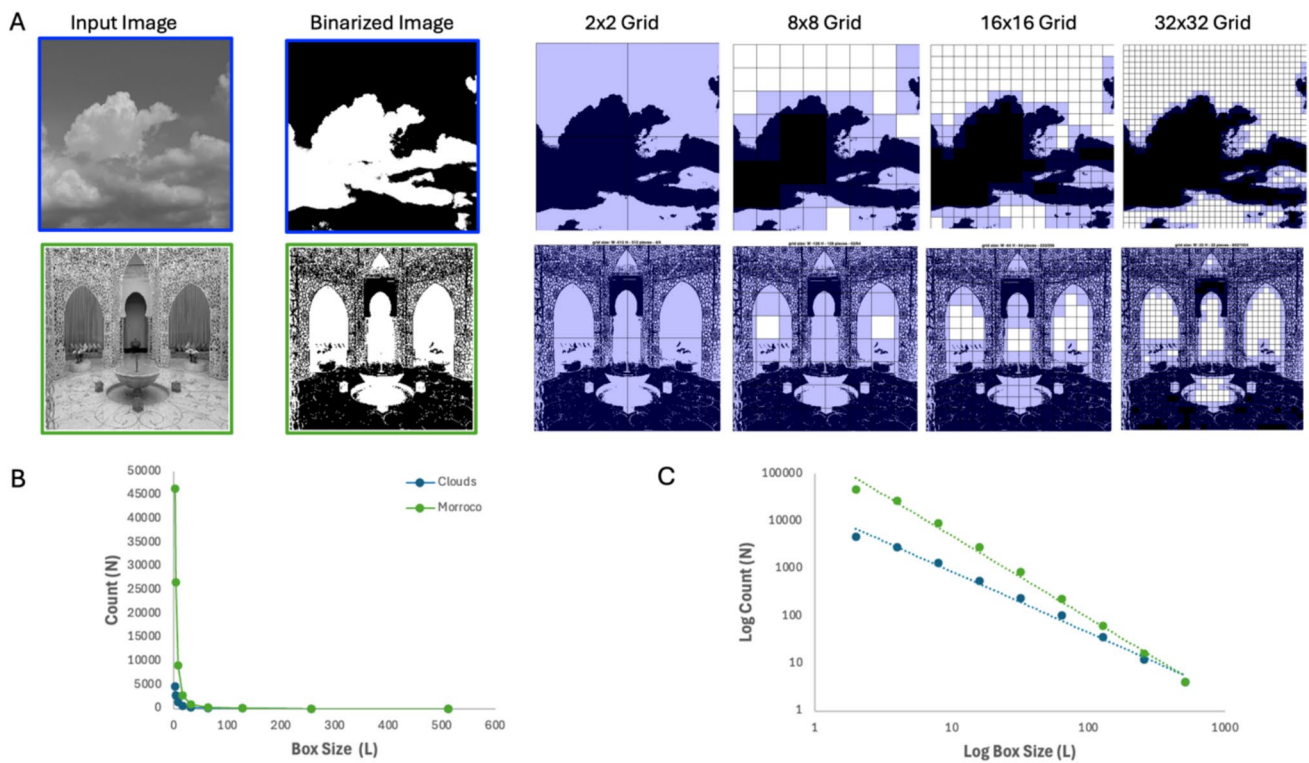 A
Input Image
Binarized Image
2x2 Grid
8x8 Grid
16x16 Grid
32x32 Grid
B
50000
45000
40000
35000
30000
25000
20000
15000
10000
5000
0
Count (N)
0
100
200
300
400
500
600
Box Size (L)
Clouds
Morroco
C
100000
10000
1000
100
10
1
Log Count (N)
1
10
100
1000
Log Box Size (L)